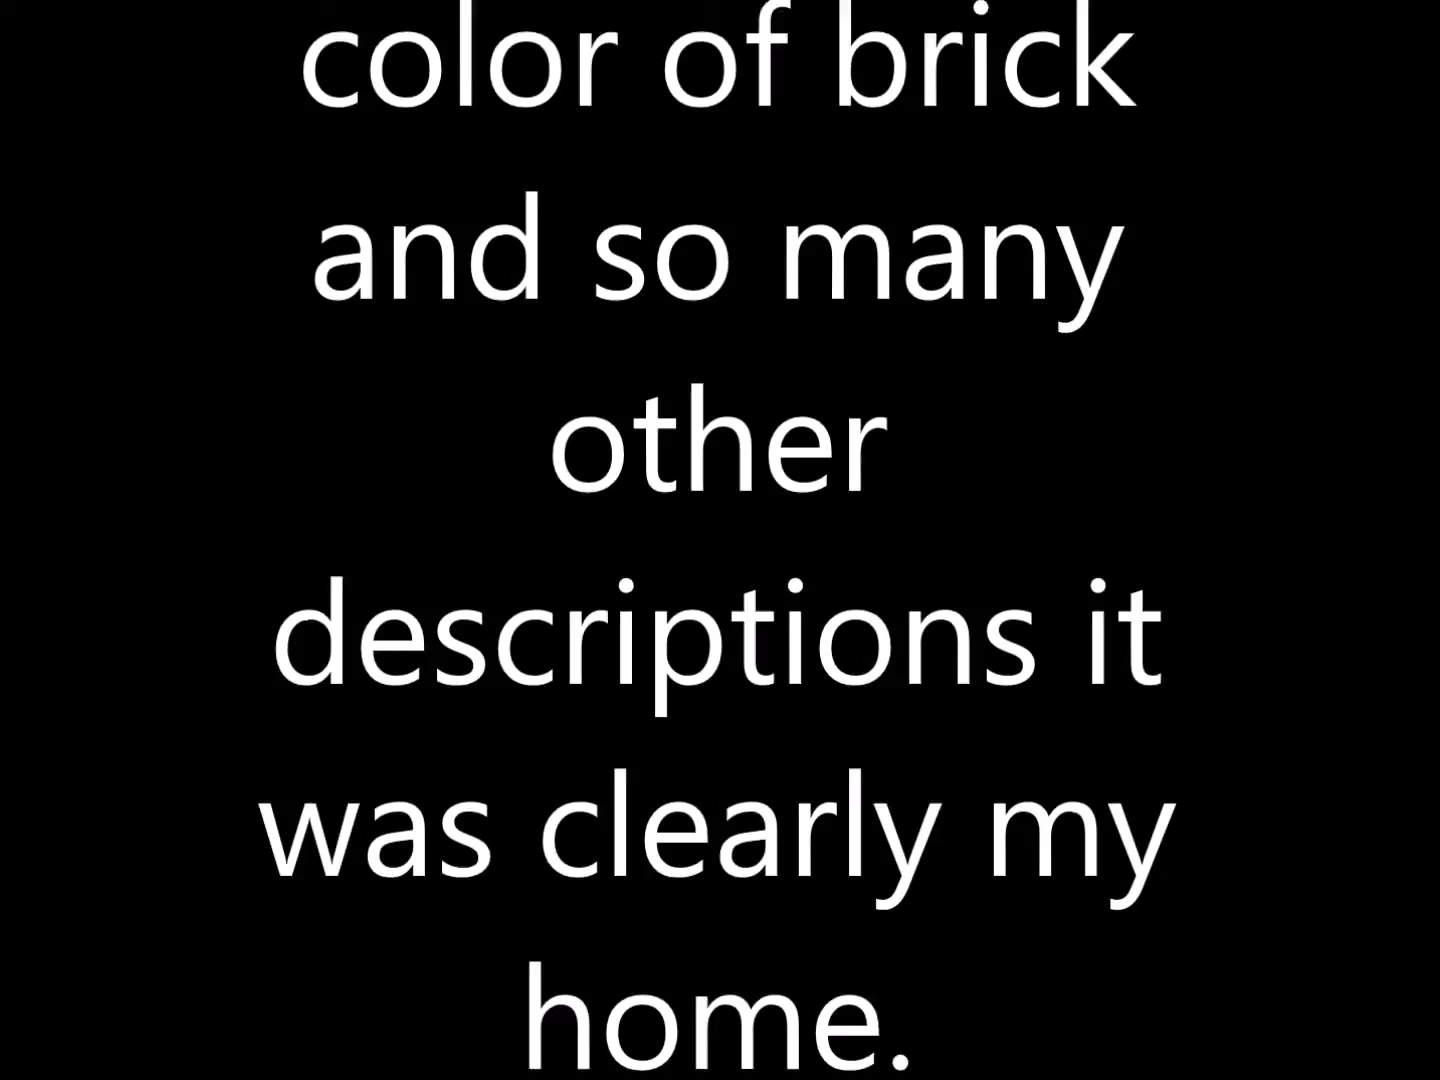 color of brick
and so many
other
descriptions it
was clearly my
home.